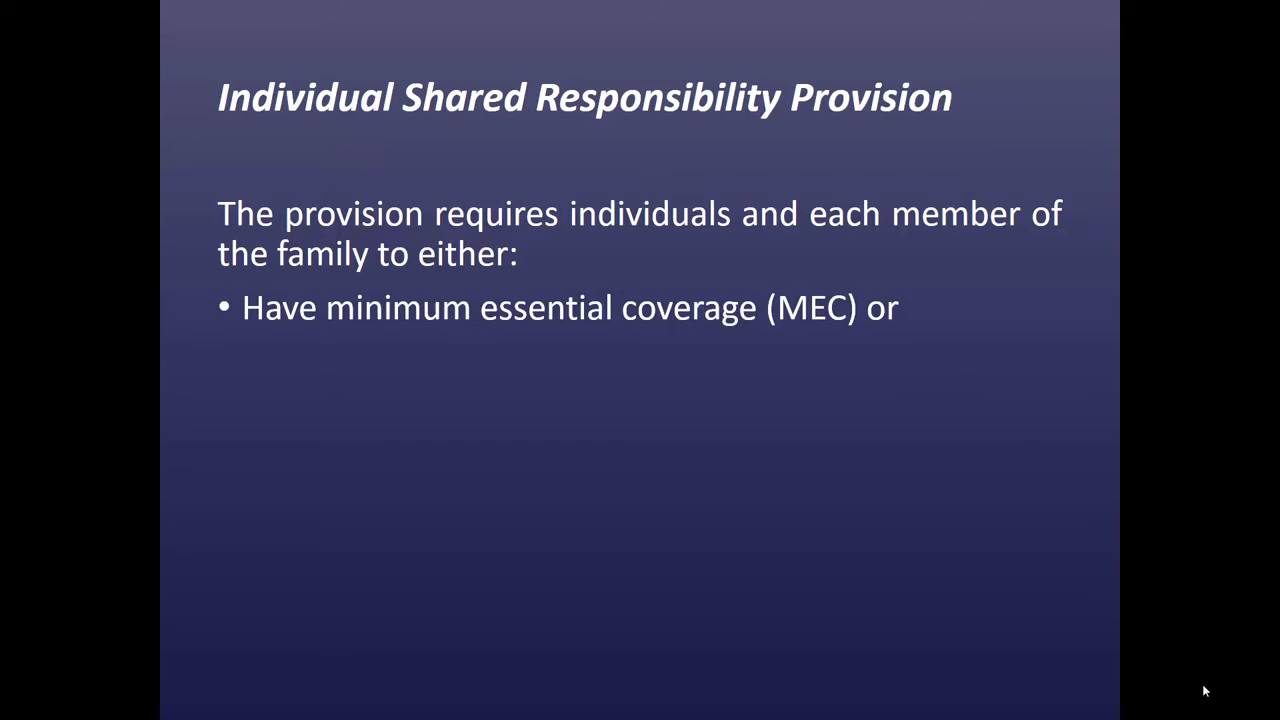 Individual Shared Responsibility Provision
The provision requires individuals and each member of
the family to either:
• Have minimum essential coverage (MEC) or